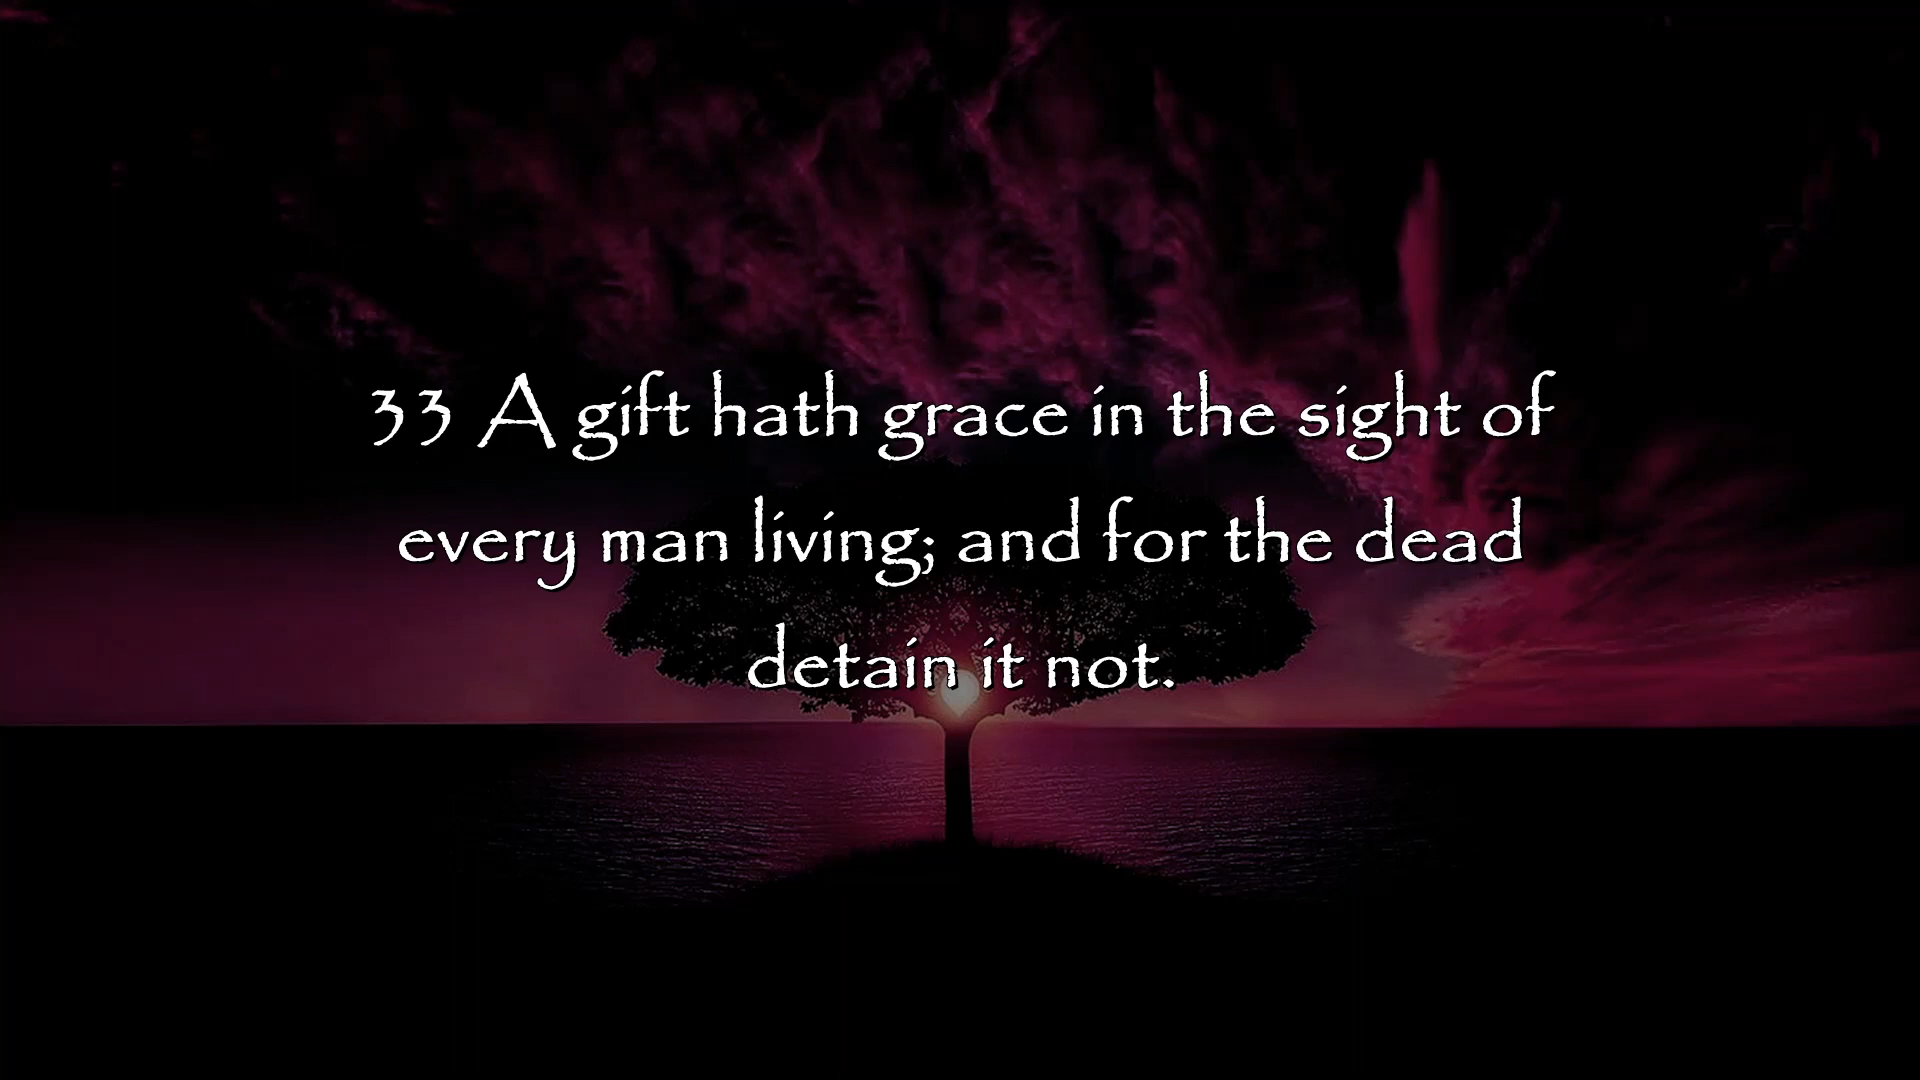 33 A gift hath grace in the sight of
every man living; and for the dead
detain it not.